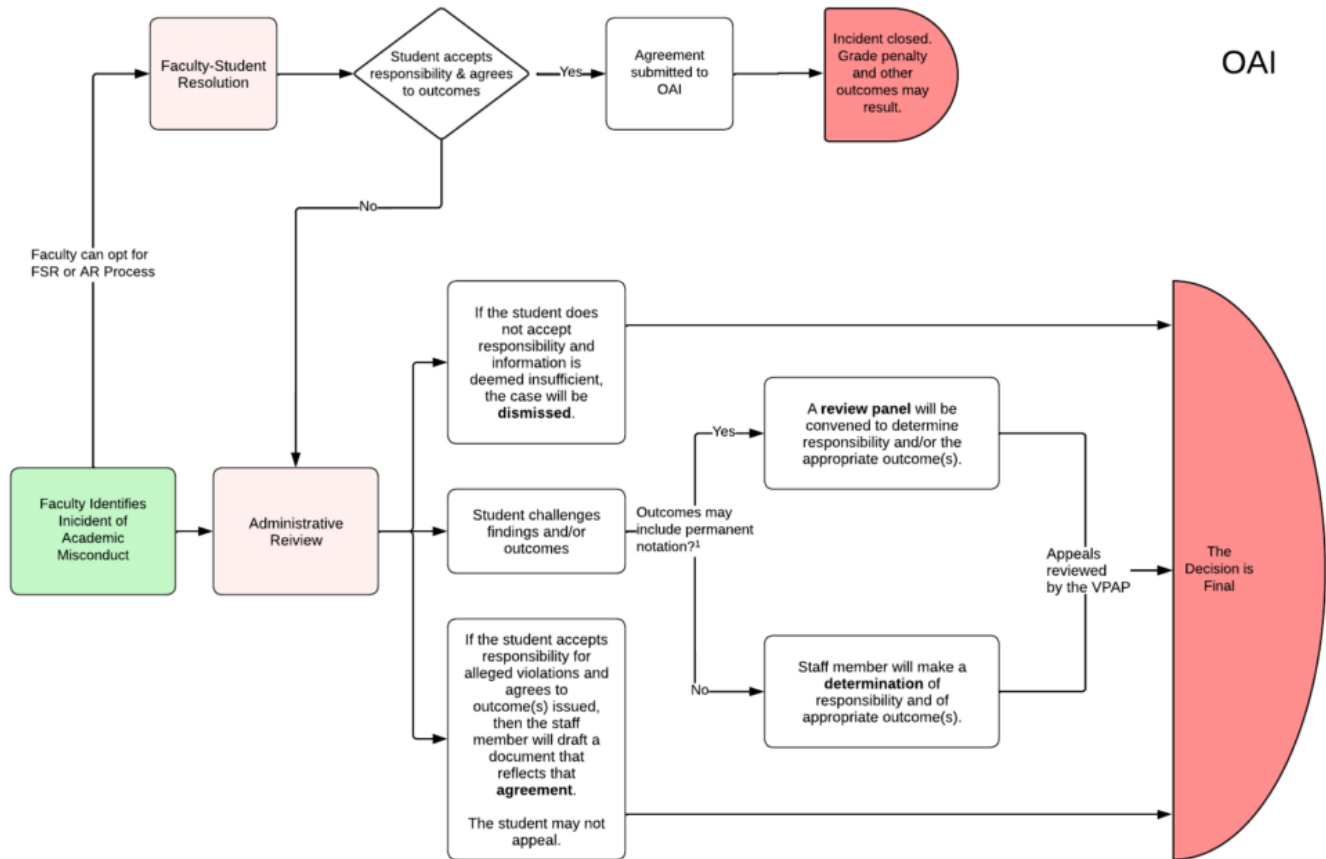 OAI
Faculty-Student
Resolution
Student accepts
responsibility & agrees
to outcomes
Yes
Agreement
submitted to
OAI
Incident closed.
Grade penalty
and other
outcomes may
result.
No
Faculty can opt for
FSR or AR Process
Faculty Identifies
Inicident of
Academic
Misconduct
Administrative
Reiview
If the student does
not accept
responsibility and
information is
deemed insufficient,
the case will be
dismissed.
Student challenges
findings and/or
outcomes
If the student accepts
responsibility for
alleged violations and
agrees to
outcome(s) issued,
then the staff
member will draft a
document that
reflects that
agreement.
The student may not
appeal.
Outcomes may
include permanent
notation?¹
Yes
A review panel will be
convened to determine
responsibility and/or the
appropriate outcome(s).
No
Staff member will make a
determination of
responsibility and of
appropriate outcome(s).
Appeals
reviewed
by the VPAP
The
Decision is
Final